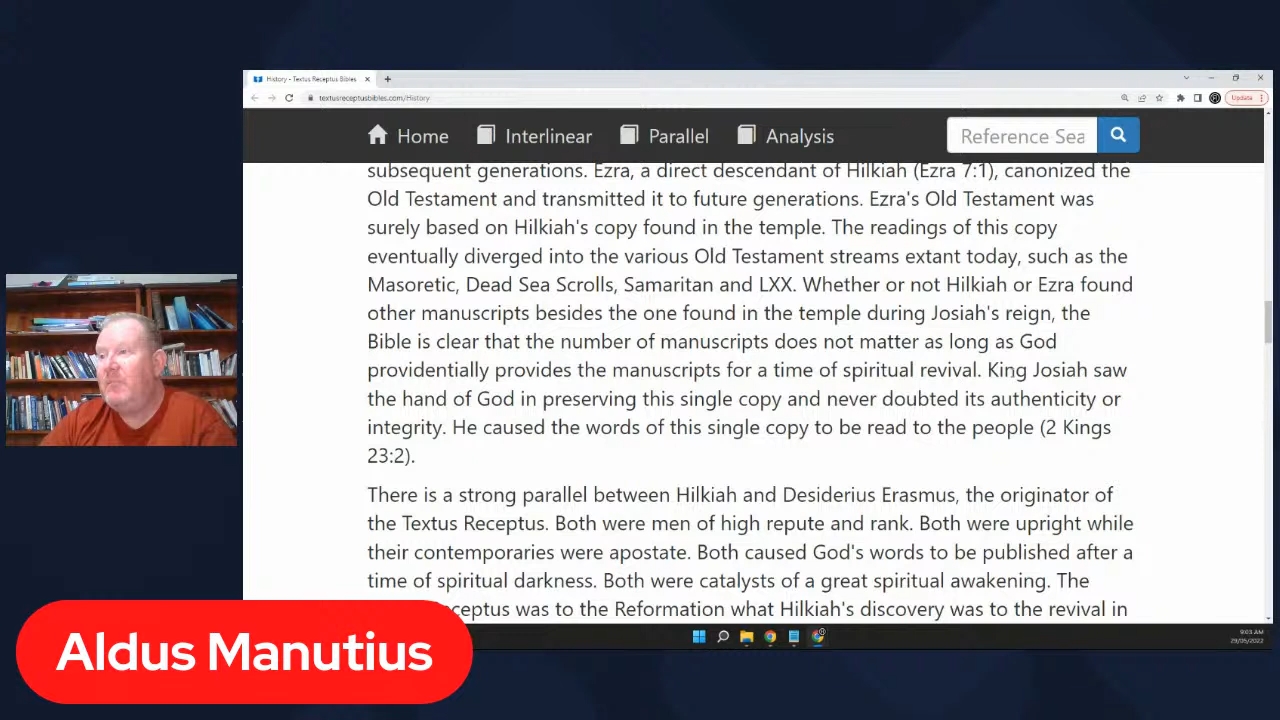 History - Textus Receptus Bibles
textusreceptusbibles.com/History
Update
Home
Interlinear
Parallel
Analysis
Reference Sea
subsequent generations. Ezra, a direct descendant of Hilkiah (Ezra 7:1), canonized the
Old Testament and transmitted it to future generations. Ezra's Old Testament was
surely based on Hilkiah's copy found in the temple. The readings of this copy
eventually diverged into the various Old Testament streams extant today, such as the
Masoretic, Dead Sea Scrolls, Samaritan and LXX. Whether or not Hilkiah or Ezra found
other manuscripts besides the one found in the temple during Josiah's reign, the
Bible is clear that the number of manuscripts does not matter as long as God
providentially provides the manuscripts for a time of spiritual revival. King Josiah saw
the hand of God in preserving this single copy and never doubted its authenticity or
integrity. He caused the words of this single copy to be read to the people (2 Kings
23:2).
There is a strong parallel between Hilkiah and Desiderius Erasmus, the originator of
the Textus Receptus. Both were men of high repute and rank. Both were upright while
their contemporaries were apostate. Both caused God's words to be published after a
time of spiritual darkness. Both were catalysts of a great spiritual awakening. The
eceptus was to the Reformation what Hilkiah's discovery was to the revival in
Aldus Manutius
9:03 AM
29/05/2022